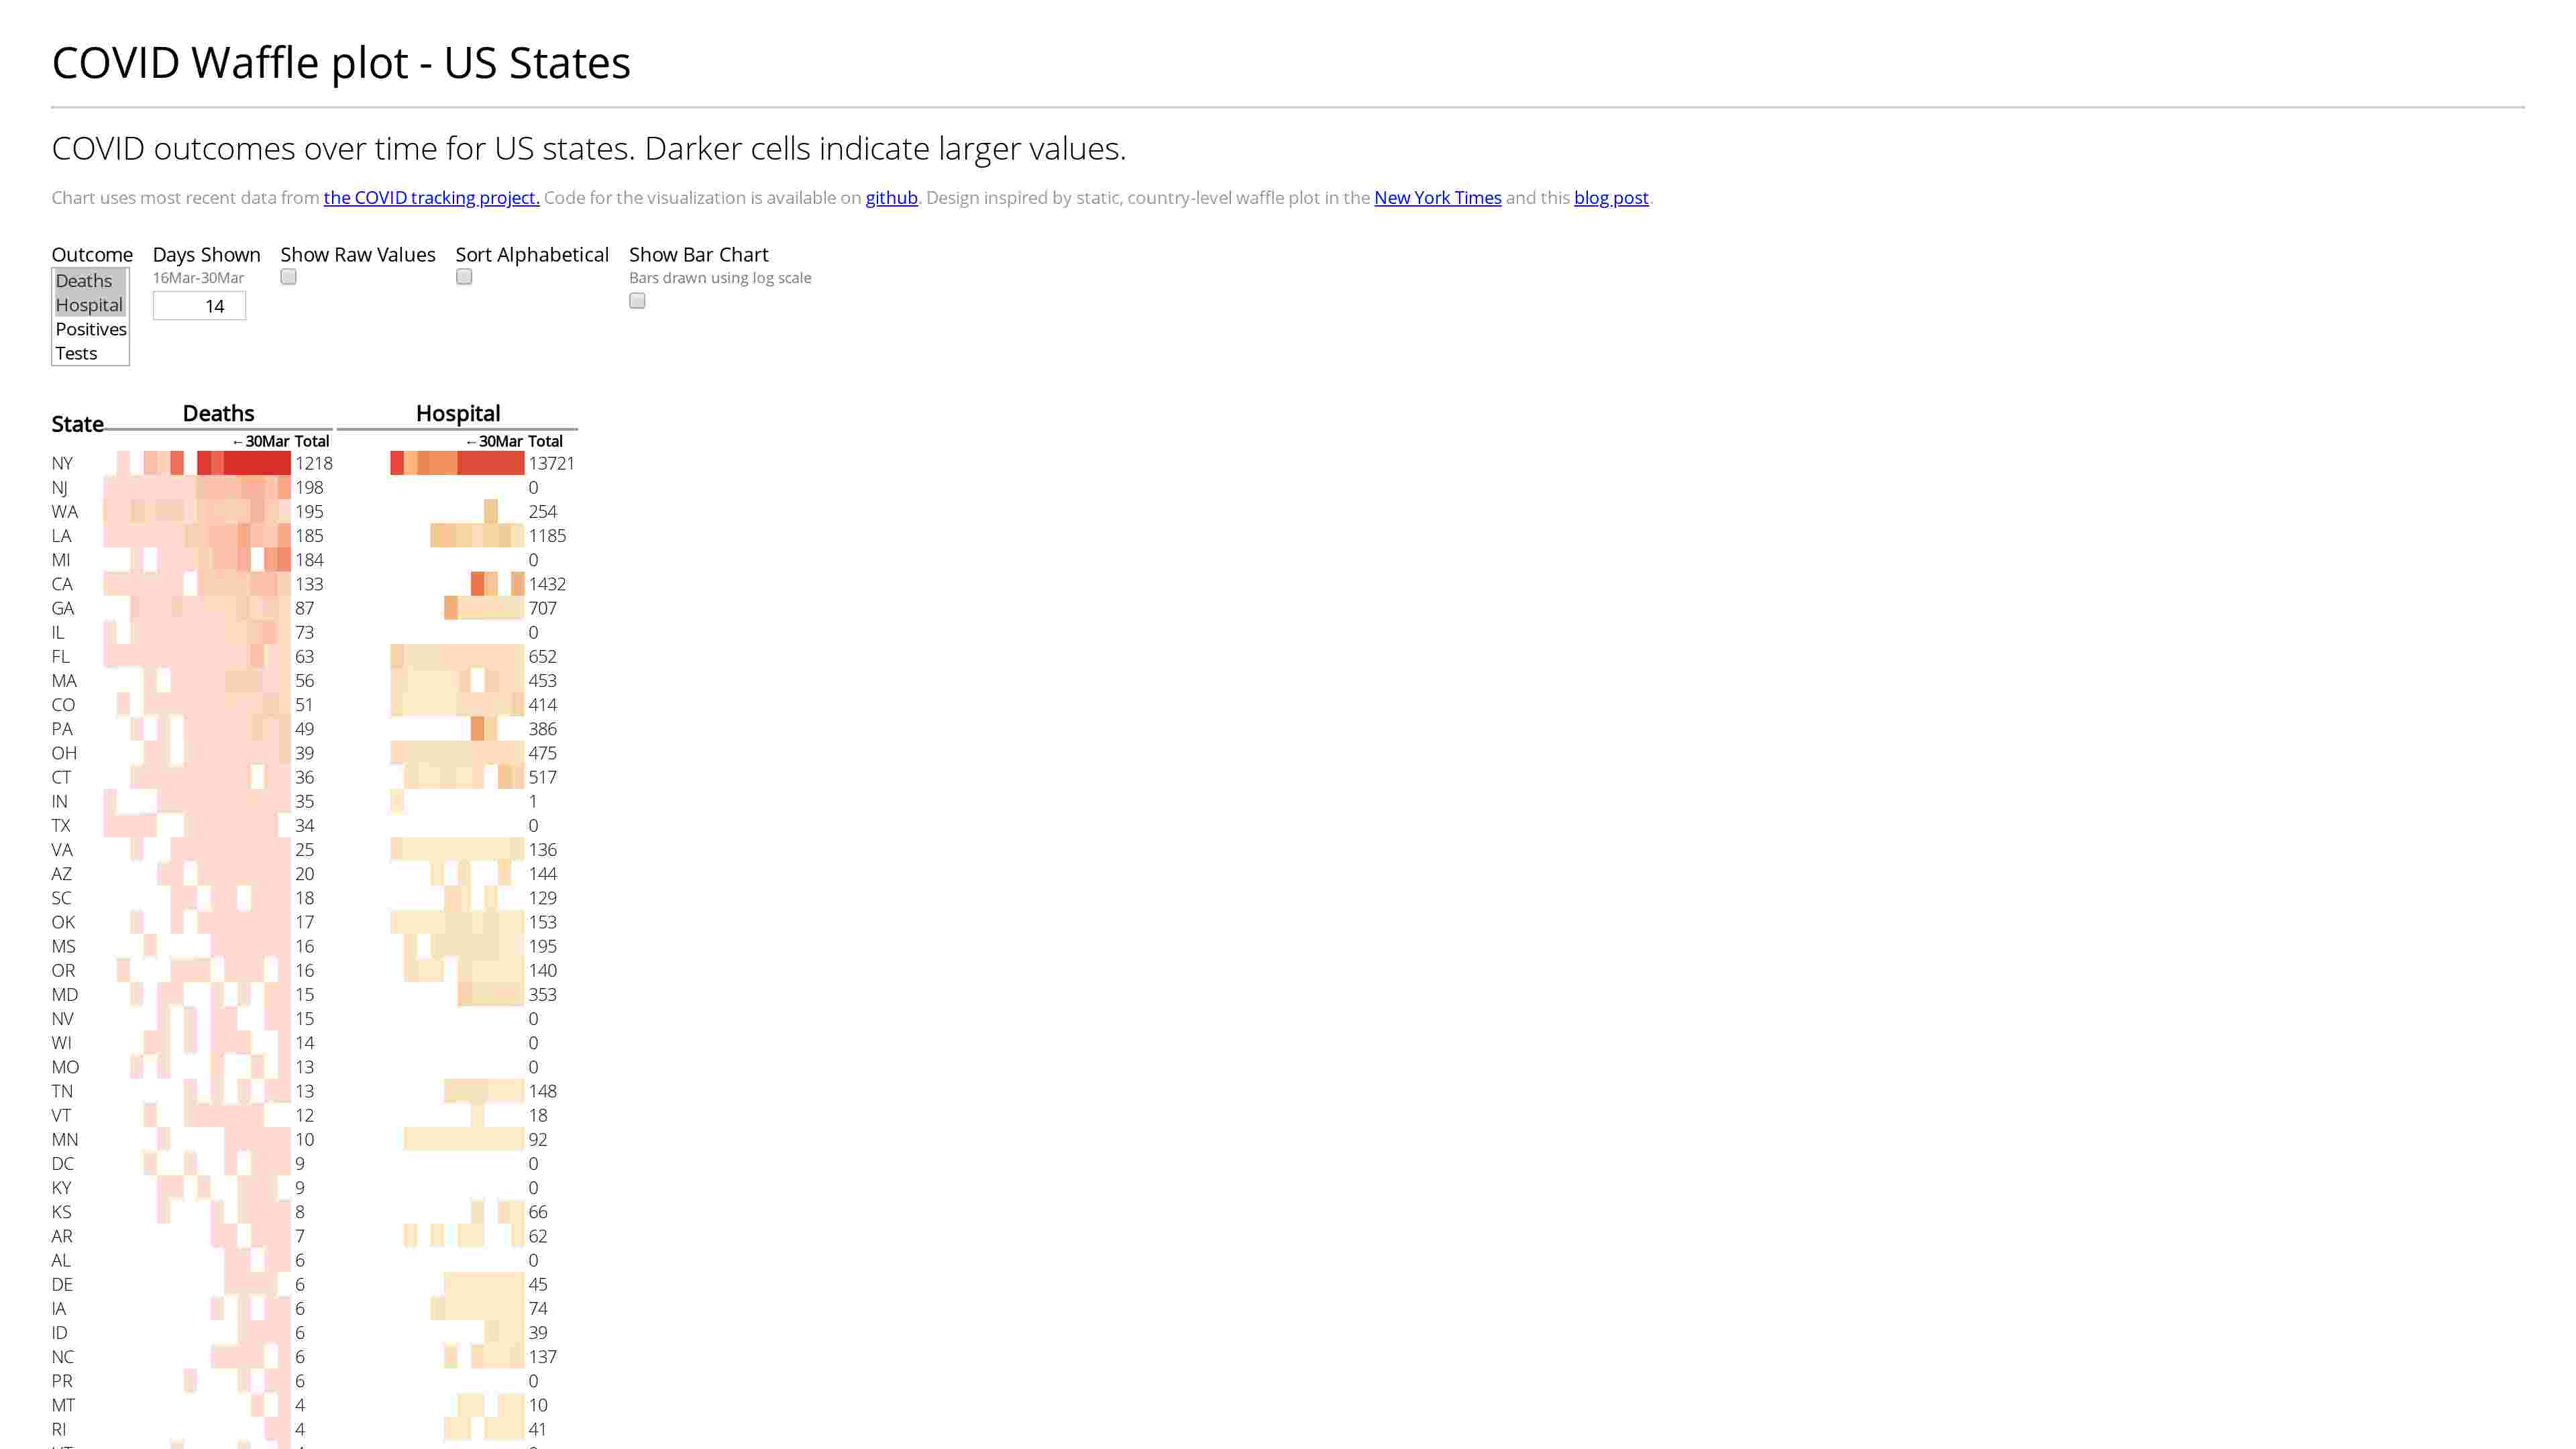 COVID Waffle plot - US States
COVID outcomes over time for US states. Darker cells indicate larger values.
Chart uses most recent data from the COVID tracking project. Code for the visualization is available on github. Design inspired by static, country-level waffle plot in the New York Times and this blog post.
Outcome Days Shown Show Raw Values Sort Alphabetical Show Bar Chart
16Mar-30Mar Bars drawn using log scale
Deaths
Hospital 14
Positives
Tests
State Deaths Hospital
←30Mar Total ←30Mar Total
NY 1218 13721
NJ 198 0
WA 195 254
LA 185 1185
MI 184 0
CA 133 1432
GA 87 707
IL 73 0
FL 63 652
MA 56 453
CO 51 414
PA 49 386
OH 39 475
CT 36 517
IN 35 1
TX 34 0
VA 25 136
AZ 20 144
SC 18 129
OK 17 153
MS 16 195
OR 16 140
MD 15 353
NV 15 0
WI 14 0
MO 13 0
TN 13 148
VT 12 18
MN 10 92
DC 9 0
KY 9 0
KS 8 66
AR 7 62
AL 6 0
DE 6 45
IA 6 74
ID 6 39
NC 6 137
PR 6 0
MT 4 10
RI 4 41